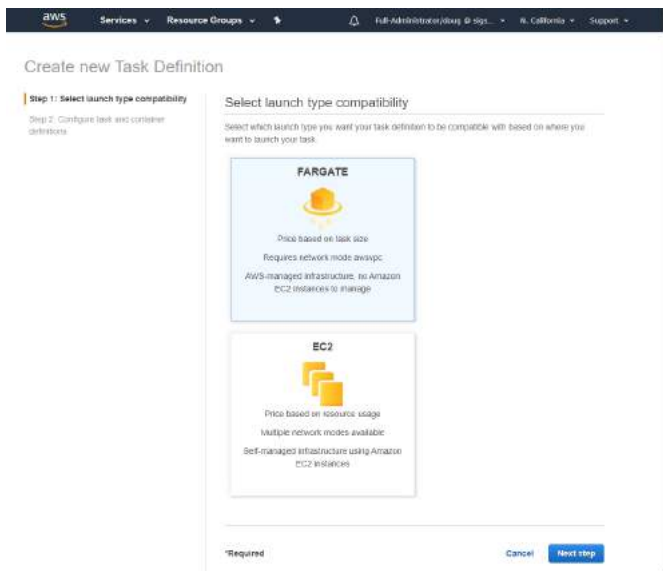 aws
Services
Resource Groups
Full-Administrator/doug @ sigs...
N. California
Support
Create new Task Definition
Step 1: Select launch type compatibility
Step 2: Configure task and container
definitions
Select launch type compatibility
Select which launch type you want your task definition to be compatible with based on where you
want to launch your task.
FARGATE
Price based on task size
Requires network mode awsvpc
AWS-managed infrastructure, no Amazon
EC2 instances to manage
EC2
Price based on resource usage
Multiple network modes available
Self-managed infrastructure using Amazon
EC2 instances
*Required
Cancel
Next step